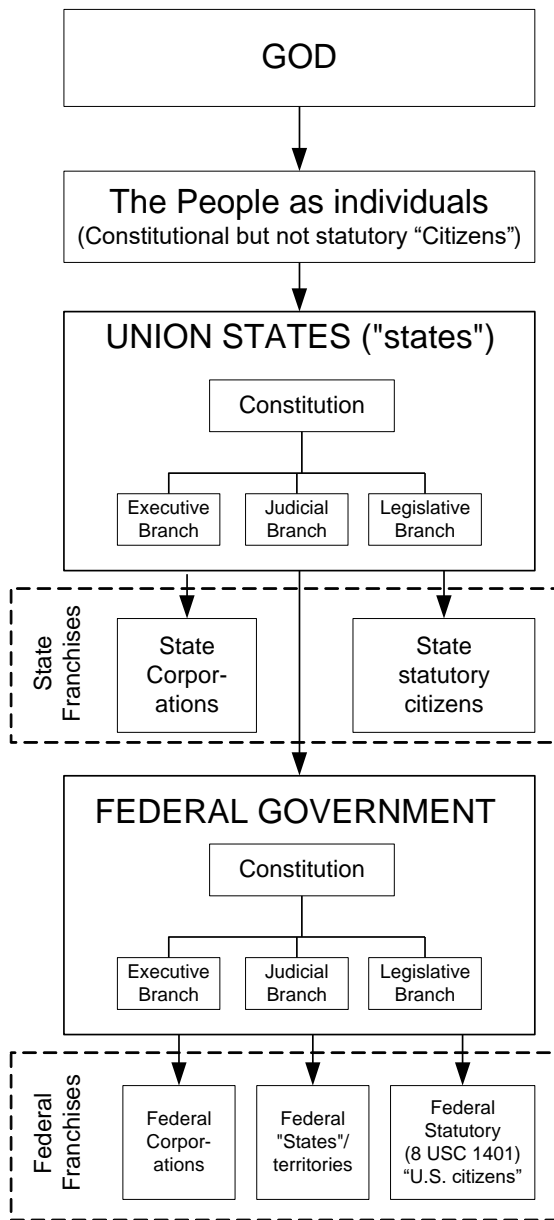 GOD
The People as individuals
(Constitutional but not statutory “Citizens”)
UNION STATES ("states")
Constitution
Executive
Branch
Judicial
Branch
Legislative
Branch
State
Franchises
State
Corpor-
ations
State
statutory
citizens
FEDERAL GOVERNMENT
Constitution
Executive
Branch
Judicial
Branch
Legislative
Branch
Federal
Franchises
Federal
Corpor-
ations
Federal
"States"/
territories
Federal
Statutory
(8 USC 1401)
“U.S. citizens”